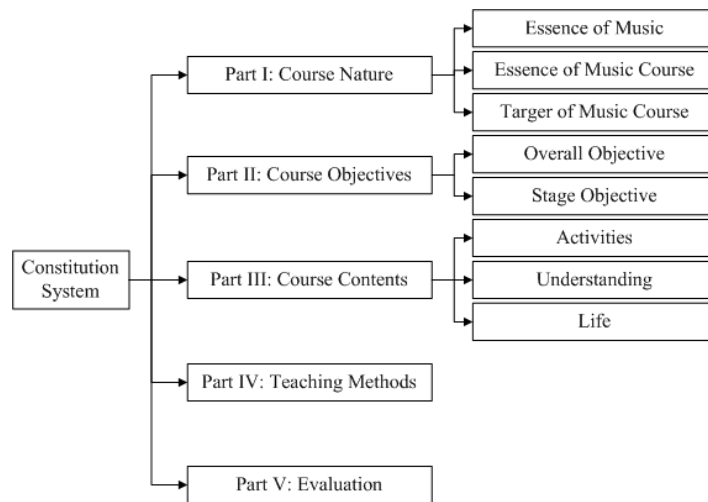 Essence of Music
Part I: Course Nature
Essence of Music Course
Targer of Music Course
Overall Objective
Part II: Course Objectives
Stage Objective
Activities
Constitution
System
Part III: Course Contents
Understanding
Life
Part IV: Teaching Methods
Part V: Evaluation